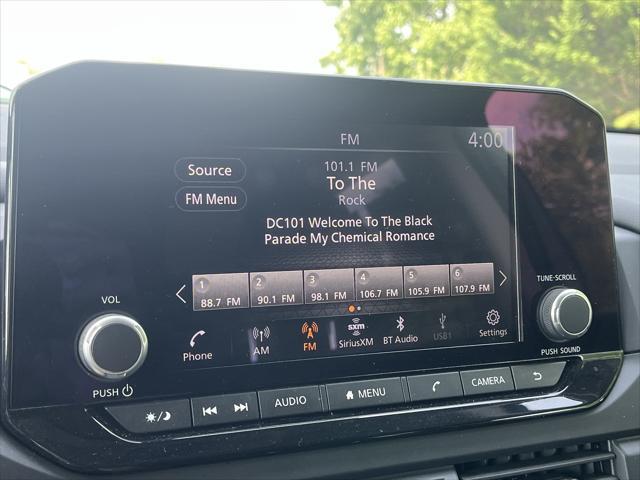 FM
4:00
Source
101.1 FM
To The
FM Menu
Rock
DC101 Welcome To The Black
Parade My Chemical Romance
1 2 3 4 5 6
88.7 FM 90.1 FM 98.1 FM 106.7 FM 105.9 FM 107.9 FM
Phone AM FM sxm SiriusXM BT Audio USB1 Settings
VOL
PUSH
TUNE·SCROLL
PUSH SOUND
AUDIO MENU CAMERA